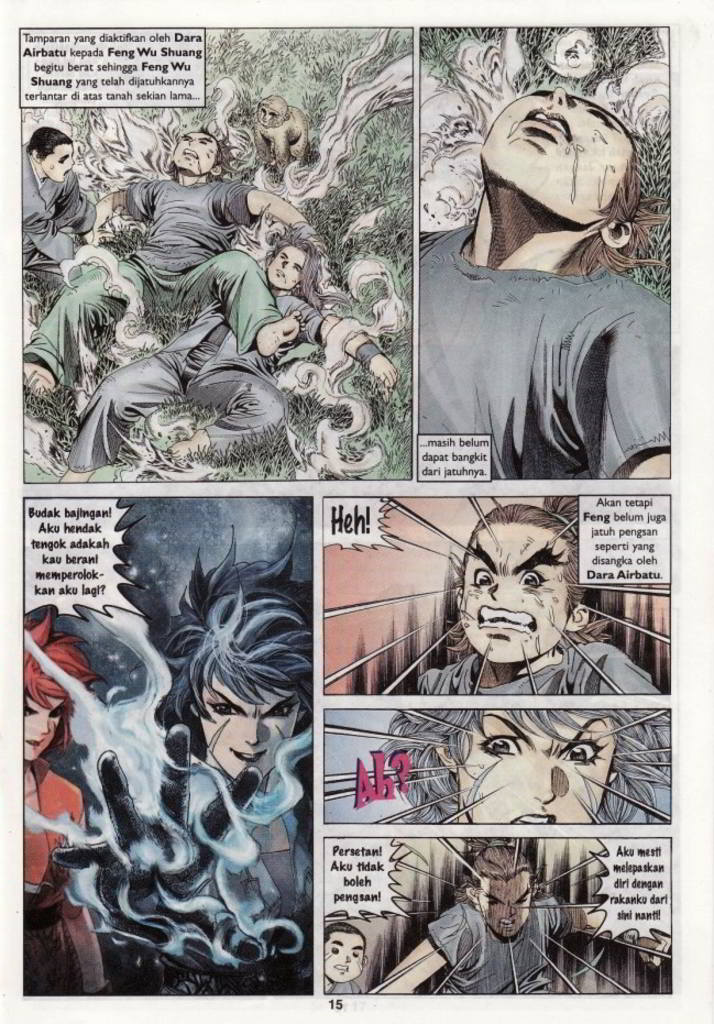 Tamparan yang diaktifkan oleh Dara
Airbatu kepada Feng Wu Shuang
begitu berat sehingga Feng Wu
Shuang yang telah dijatuhkannya
terlantar di atas tanah sekian lama...
...masih belum
dapat bangkit
dari jatuhnya.
Budak bajingan!
Aku hendak
tengok adakah
kau berani
memperolok-
kan aku lagi?
Heh!
Akan tetapi
Feng belum juga
jatuh pengsan
seperti yang
disangka oleh
Dara Airbatu.
Ah?
Persetan!
Aku tidak
boleh
pengsan!
Aku mesti
melepaskan
diri dengan
rakanku dari
sini nanti!
15